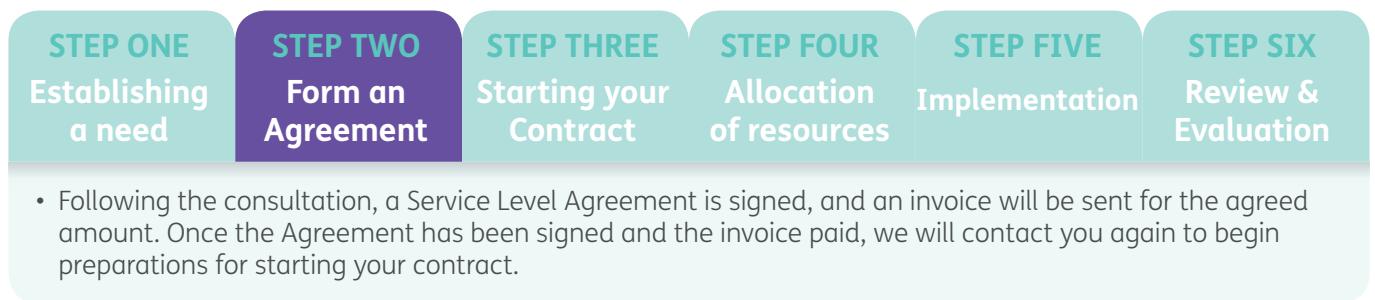 STEP ONE
Establishing
a need
STEP TWO
Form an
Agreement
STEP THREE
Starting your
Contract
STEP FOUR
Allocation
of resources
STEP FIVE
Implementation
STEP SIX
Review &
Evaluation
• Following the consultation, a Service Level Agreement is signed, and an invoice will be sent for the agreed
amount. Once the Agreement has been signed and the invoice paid, we will contact you again to begin
preparations for starting your contract.